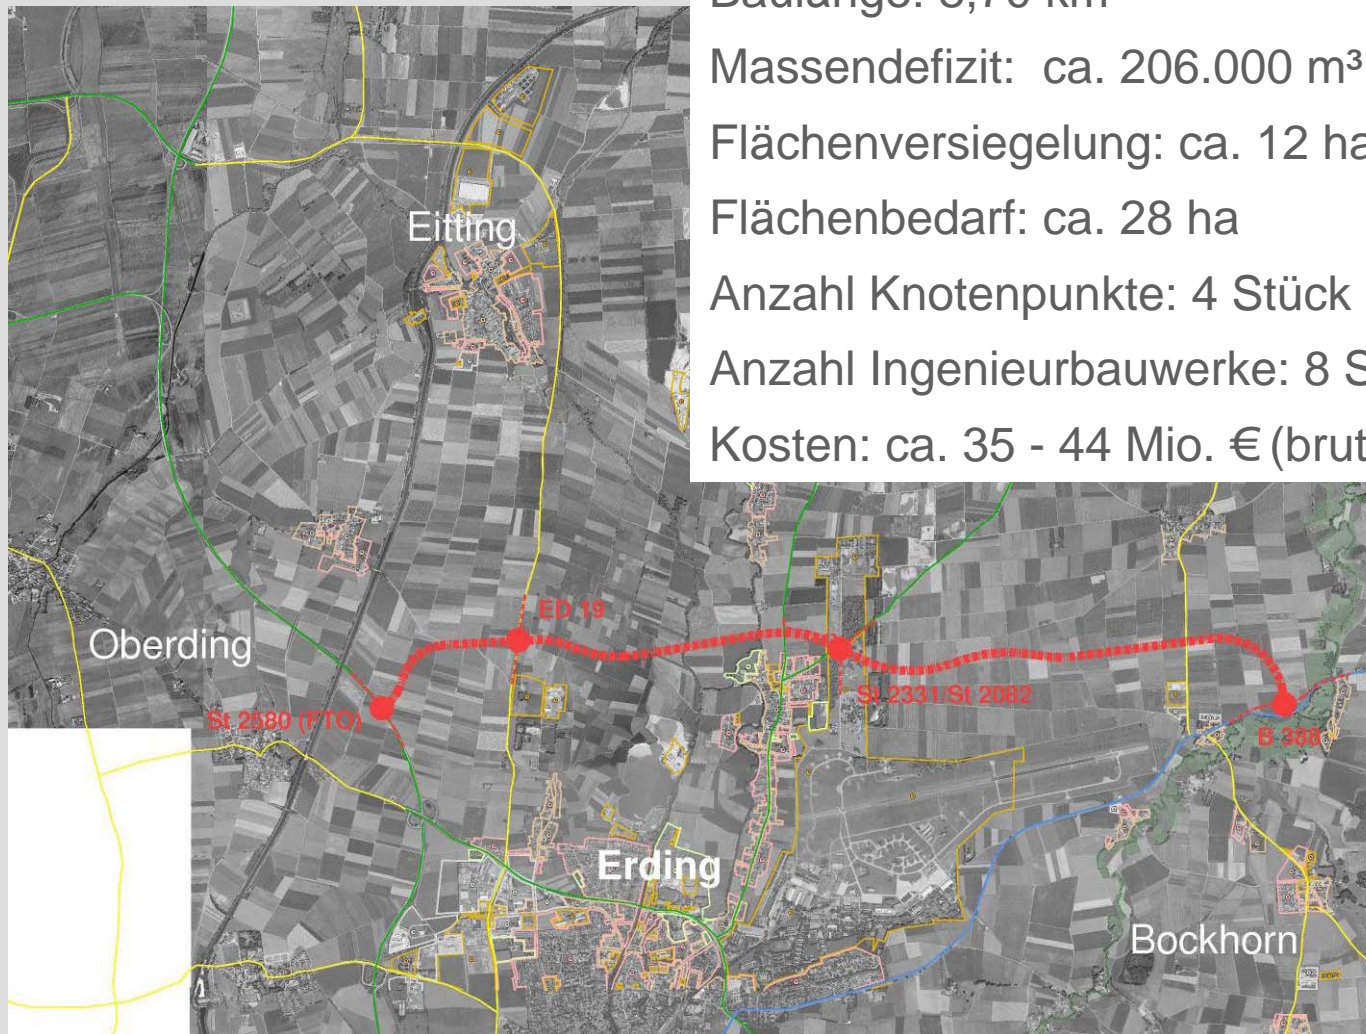 Massendefizit: ca. 206.000 m³
Flächenversiegelung: ca. 12 ha
Flächenbedarf: ca. 28 ha
Anzahl Knotenpunkte: 4 Stück
Anzahl Ingenieurbauwerke: 8 S
Kosten: ca. 35 - 44 Mio. € (brut
Eitting
ED 19
Oberding
St 2580 (FTO)
St 2331/St 2082
B 388
Erding
Bockhorn